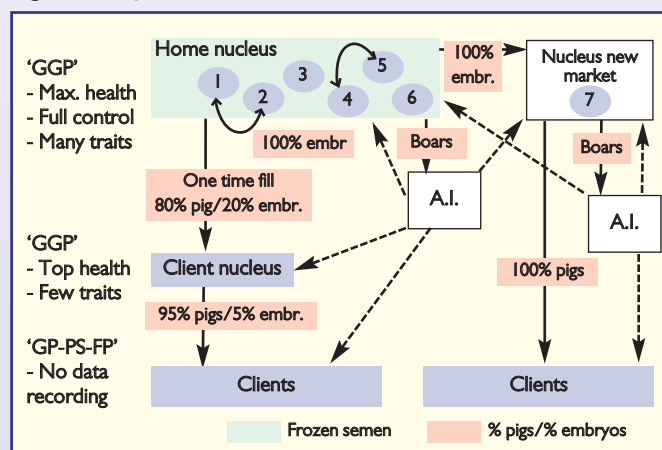 Home nucleus
1
2
3
4
5
6
100%
embr.
Nucleus new
market
7
'GGP'
- Max. health
- Full control
- Many traits
100% embr
Boars
Boars
One time fill
80% pig/20% embr.
A.I.
A.I.
'GGP'
- Top health
- Few traits
Client nucleus
100% pigs
95% pigs/5% embr.
'GP-PS-FP'
- No data
recording
Clients
Clients
Frozen semen
% pigs/% embryos